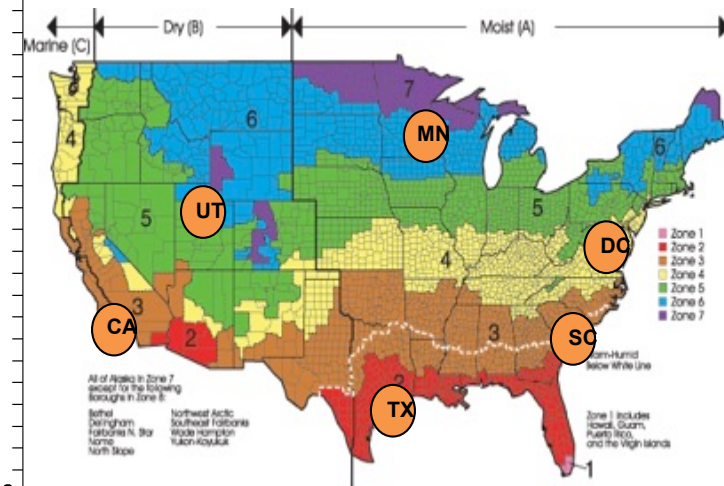 Marine (C)
Dry (B)
Moist (A)
7
6
4
MN
6
UT
5
5
DC
4
Zone 1
Zone 2
Zone 3
Zone 4
Zone 5
Zone 6
Zone 7
3
CA
2
3
SC
Below White Line
2
TX
All of Alaska in Zone 7
except for the following
Boroughs in Zone 8:
Bethel
Dellingham
Fairbanks N. Star
Nome
North Slope
Northwest Arctic
Southeast Fairbanks
Wade Hampton
Yukon-Koyukuk
Zone 1 includes
Hawaii, Guam,
Puerto Rico,
and the Virgin Islands
1